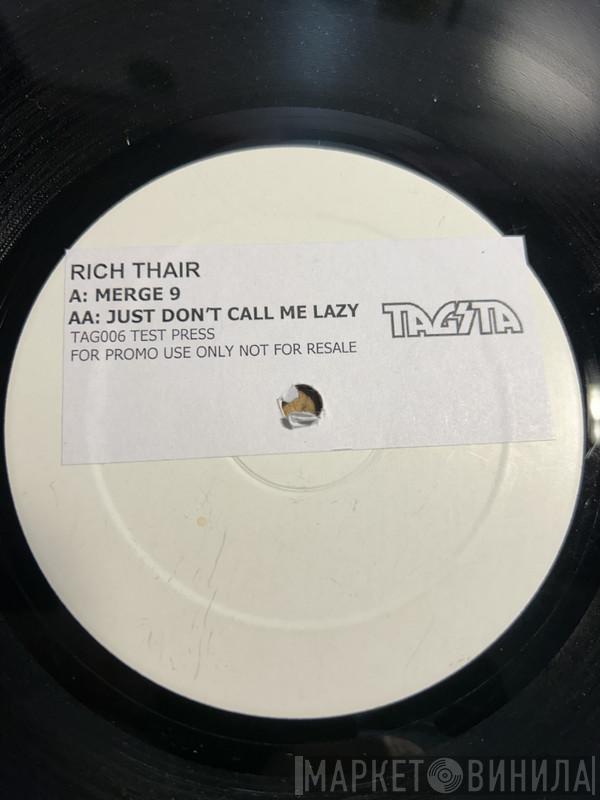 RICH THAIR
A: MERGE 9
AA: JUST DON'T CALL ME LAZY
TAG006 TEST PRESS
FOR PROMO USE ONLY NOT FOR RESALE
TAGSTA
МАРКЕТ ВИНИЛА